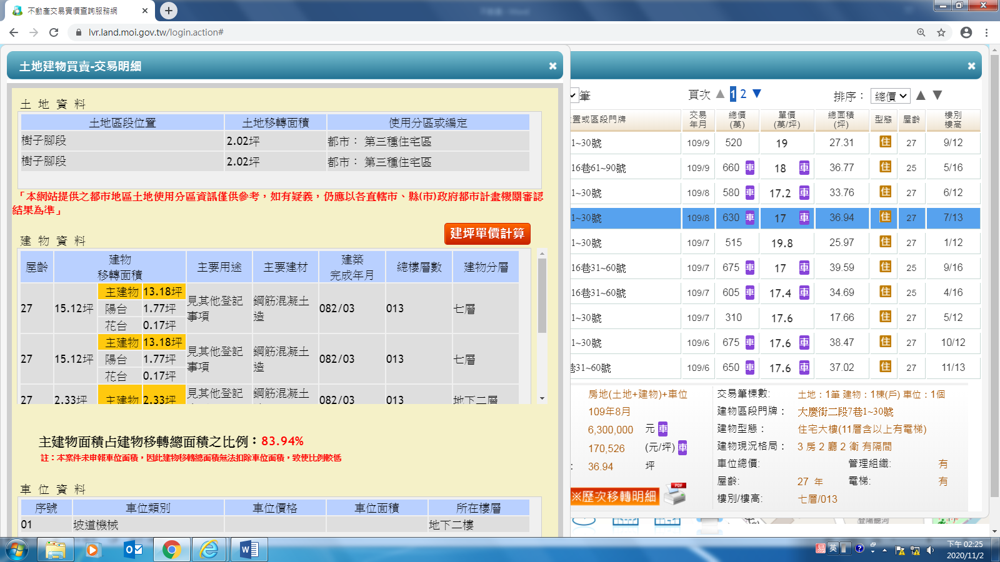 不動產交易實價查詢服務網
lvr.land.moi.gov.tw/login.action#
土地建物買賣-交易明細
土 地 資 料
土地區段位置 土地移轉面積 使用分區或編定
樹子腳段 2.02坪 都市： 第三種住宅區
樹子腳段 2.02坪 都市： 第三種住宅區
「本網站提供之都市地區土地使用分區資訊僅供參考，如有疑義，仍應以各直轄市、縣(市)政府都市計畫機關審認
結果為準」
建坪單價計算
建 物 資 料
屋齡 建物 移轉面積 主要用途 主要建材 建築 完成年月 總樓層數 建物分層
27 15.12坪 主建物 13.18坪 陽台 1.77坪 花台 0.17坪 見其他登記事項 鋼筋混凝土造 082/03 013 七層
27 15.12坪 主建物 13.18坪 陽台 1.77坪 花台 0.17坪 見其他登記事項 鋼筋混凝土造 082/03 013 七層
27 2.33坪 主建物 2.33坪 見其他登記 鋼筋混凝土 082/03 013 地下二層
主建物面積占建物移轉總面積之比例：83.94%
註：本案件未申報車位面積，因此建物移轉總面積無法扣除車位面積，致使比例較低
車 位 資 料
序號 車位類別 車位價格 車位面積 所在樓層
01 坡道機械 地下二樓
筆 頁次 ▲ 1 2 ▼ 排序： 總價 ▲ ▼
置或區段門牌 交易年月 總價(萬) 單價(萬/坪) 總面積(坪) 型態 屋齡 樓別樓高
1~30號 109/9 520 19 27.31 住 27 9/12
16巷61~90號 109/9 660 車 18 車 36.77 住 25 5/16
1~30號 109/8 580 車 17.2 車 33.76 住 27 6/12
1~30號 109/8 630 車 17 車 36.94 住 27 7/13
1~30號 109/7 515 19.8 25.97 住 27 1/12
16巷31~60號 109/7 675 車 17 車 39.59 住 25 9/16
16巷31~60號 109/7 605 車 17.4 車 34.69 住 25 4/16
1~30號 109/7 310 17.6 17.66 住 27 5/12
1~30號 109/6 675 車 17.6 車 38.47 住 27 10/12
巷31~60號 109/6 650 車 17.6 車 37.02 住 27 11/13
房地(土地+建物)+車位
109年8月
6,300,000 元 車
170,526 (元/坪) 車
: 36.94 坪
※歷次移轉明細
PDF
交易筆棟數: 土地：1筆 建物：1棟(戶) 車位：1個
建物區段門牌： 大慶街二段7巷1~30號
建物型態： 住宅大樓(11層含以上有電梯)
建物現況格局： 3 房 2 廳 2 衛 有隔間
車位總價: 管理組織: 有
屋齡: 27 年 電梯: 有
樓別/樓高: 七層/013
英
下午 02:25
2020/11/2